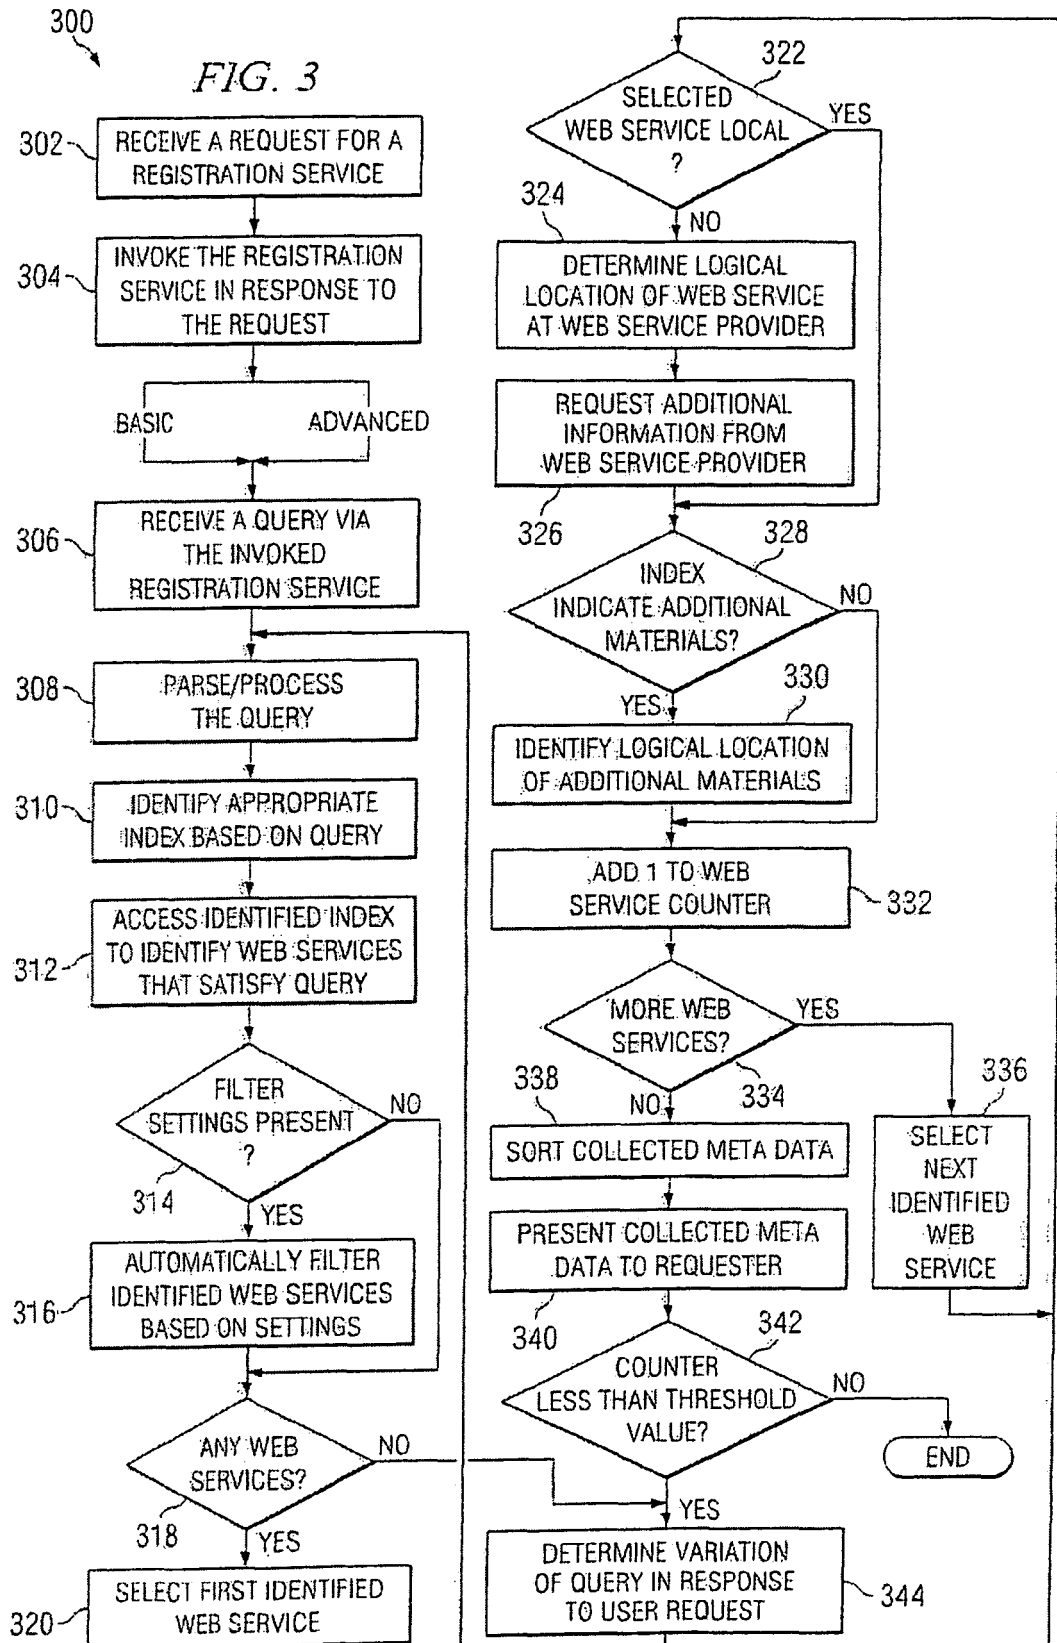 300
FIG. 3
302
RECEIVE A REQUEST FOR A
REGISTRATION SERVICE
304
INVOKE THE REGISTRATION
SERVICE IN RESPONSE TO
THE REQUEST
BASIC
ADVANCED
306
RECEIVE A QUERY VIA
THE INVOKED
REGISTRATION SERVICE
308
PARSE/PROCESS
THE QUERY
310
IDENTIFY APPROPRIATE
INDEX BASED ON QUERY
312
ACCESS IDENTIFIED INDEX
TO IDENTIFY WEB SERVICES
THAT SATISFY QUERY
FILTER
SETTINGS PRESENT
?
NO
314
YES
316
AUTOMATICALLY FILTER
IDENTIFIED WEB SERVICES
BASED ON SETTINGS
ANY WEB
SERVICES?
NO
318
YES
320
SELECT FIRST IDENTIFIED
WEB SERVICE
322
SELECTED
WEB SERVICE LOCAL
?
YES
324
NO
DETERMINE LOGICAL
LOCATION OF WEB SERVICE
AT WEB SERVICE PROVIDER
REQUEST ADDITIONAL
INFORMATION FROM
WEB SERVICE PROVIDER
326
328
INDEX
INDICATE ADDITIONAL
MATERIALS?
NO
YES
330
IDENTIFY LOGICAL LOCATION
OF ADDITIONAL MATERIALS
ADD 1 TO WEB
SERVICE COUNTER
332
MORE WEB
SERVICES?
YES
334
338
NO
336
SORT COLLECTED META DATA
SELECT
NEXT
IDENTIFIED
WEB
SERVICE
PRESENT COLLECTED META
DATA TO REQUESTER
340
342
COUNTER
LESS THAN THRESHOLD
VALUE?
NO
END
YES
DETERMINE VARIATION
OF QUERY IN RESPONSE
TO USER REQUEST
344